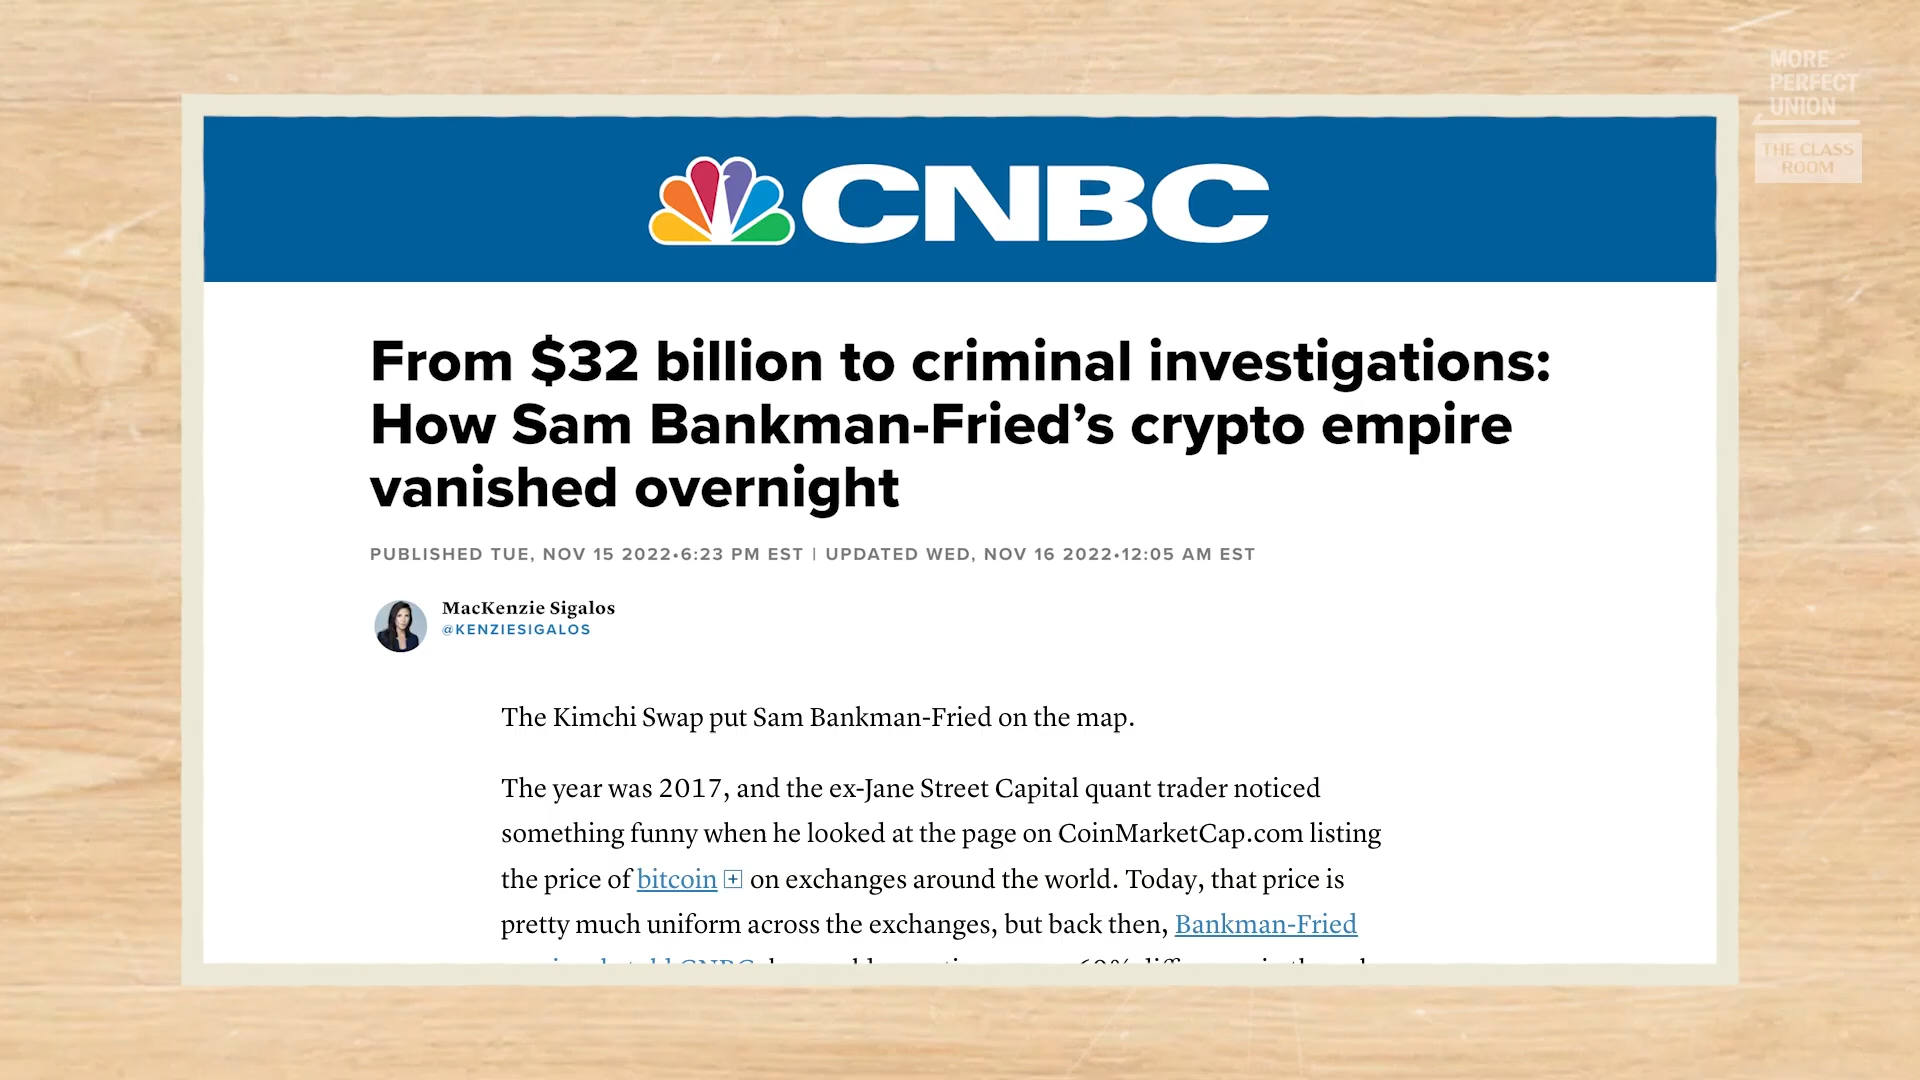 MORE
PERFECT
UNION
THE CLASS
ROOM
CNBC
From $32 billion to criminal investigations:
How Sam Bankman-Fried’s crypto empire
vanished overnight
PUBLISHED TUE, NOV 15 2022•6:23 PM EST | UPDATED WED, NOV 16 2022•12:05 AM EST
MacKenzie Sigalos
@KENZIESIGALOS
The Kimchi Swap put Sam Bankman-Fried on the map.
The year was 2017, and the ex-Jane Street Capital quant trader noticed
something funny when he looked at the page on CoinMarketCap.com listing
the price of bitcoin + on exchanges around the world. Today, that price is
pretty much uniform across the exchanges, but back then, Bankman-Fried